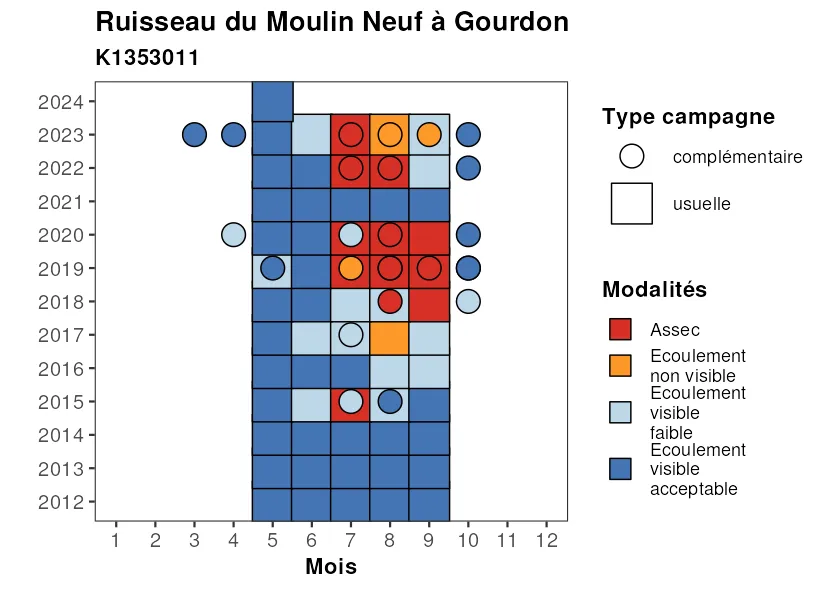 Ruisseau du Moulin Neuf à Gourdon
K1353011
2024
2023
2022
2021
2020
2019
2018
2017
2016
2015
2014
2013
2012
1 2 3 4 5 6 7 8 9 10 11 12
Mois
Type campagne
complémentaire
usuelle
Modalités
Assec
Ecoulement
non visible
Ecoulement
visible
faible
Ecoulement
visible
acceptable